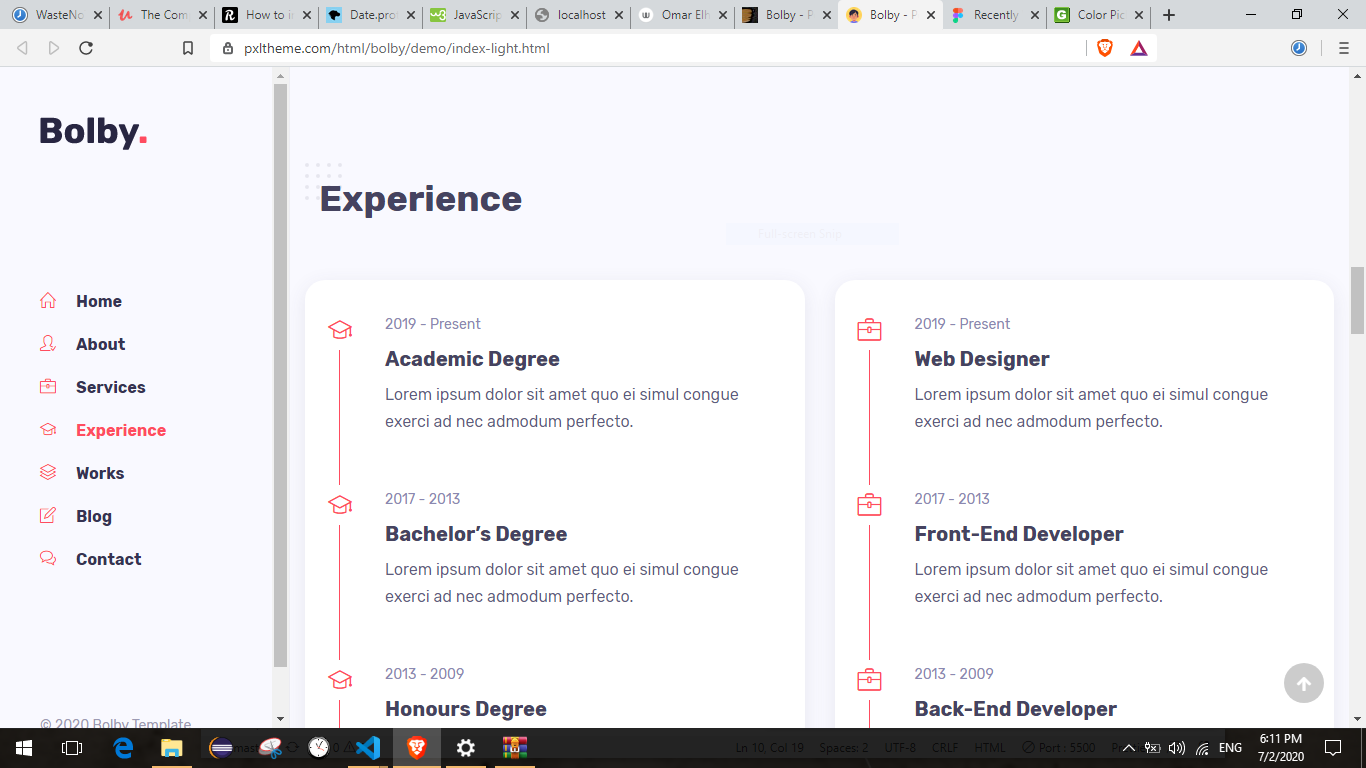 WasteNo
The Com
How to i
Date.pro
JavaScrip
localhost
Omar Elh
Bolby - P
Bolby - P
Recently
Color Pic
pxltheme.com/html/bolby/demo/index-light.html
Bolby.
Home
About
Services
Experience
Works
Blog
Contact
© 2020 Bolby Template
Experience
Full-screen Snip
2019 - Present
Academic Degree
Lorem ipsum dolor sit amet quo ei simul congue
exerci ad nec admodum perfecto.
2017 - 2013
Bachelor’s Degree
Lorem ipsum dolor sit amet quo ei simul congue
exerci ad nec admodum perfecto.
2013 - 2009
Honours Degree
2019 - Present
Web Designer
Lorem ipsum dolor sit amet quo ei simul congue
exerci ad nec admodum perfecto.
2017 - 2013
Front-End Developer
Lorem ipsum dolor sit amet quo ei simul congue
exerci ad nec admodum perfecto.
2013 - 2009
Back-End Developer
Ln 10, Col 19 Spaces: 2 UTF-8 CRLF HTML Port : 5500
ENG
6:11 PM
7/2/2020